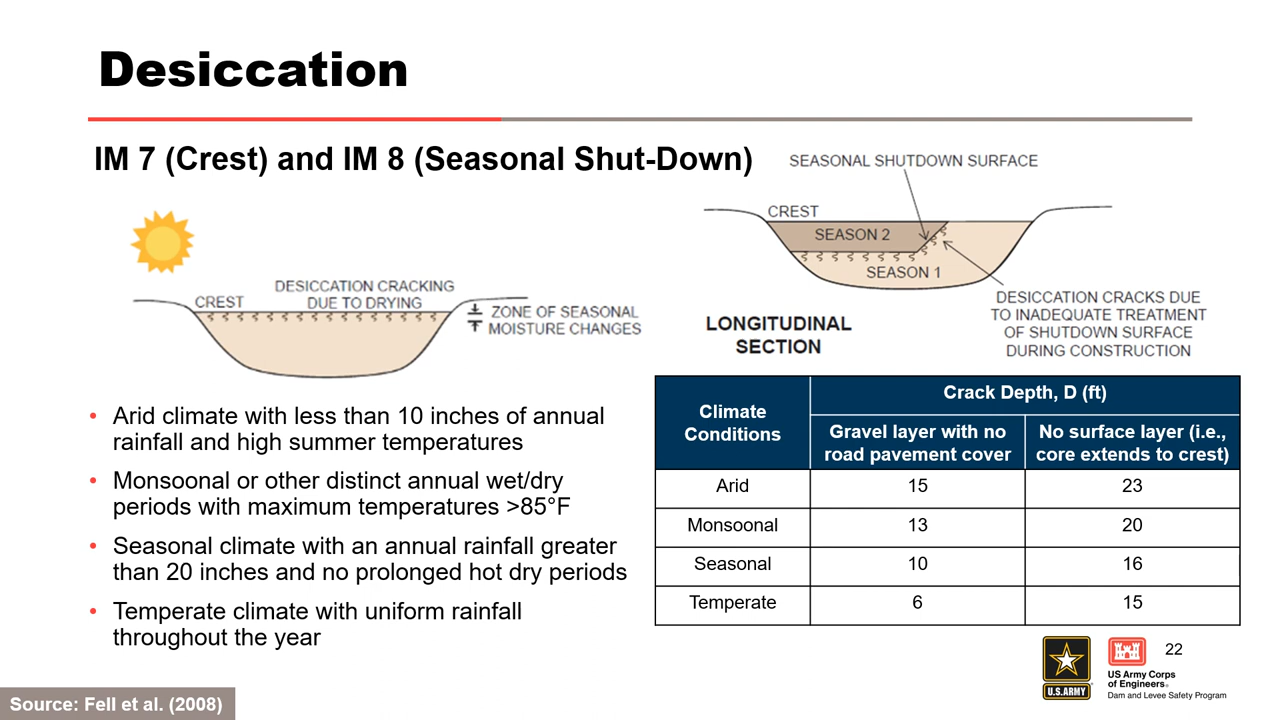 Desiccation
IM 7 (Crest) and IM 8 (Seasonal Shut-Down)
CREST
DESICCATION CRACKING
DUE TO DRYING
ZONE OF SEASONAL
MOISTURE CHANGES
SEASONAL SHUTDOWN SURFACE
CREST
SEASON 2
SEASON 1
DESICCATION CRACKS DUE
TO INADEQUATE TREATMENT
OF SHUTDOWN SURFACE
DURING CONSTRUCTION
LONGITUDINAL
SECTION
• Arid climate with less than 10 inches of annual
rainfall and high summer temperatures
• Monsoonal or other distinct annual wet/dry
periods with maximum temperatures >85°F
• Seasonal climate with an annual rainfall greater
than 20 inches and no prolonged hot dry periods
• Temperate climate with uniform rainfall
throughout the year
Climate
Conditions
Crack Depth, D (ft)
Gravel layer with no
road pavement cover
No surface layer (i.e.,
core extends to crest)
Arid 15 23
Monsoonal 13 20
Seasonal 10 16
Temperate 6 15
U.S.ARMY
US Army Corps
of Engineers®
Dam and Levee Safety Program
22
Source: Fell et al. (2008)